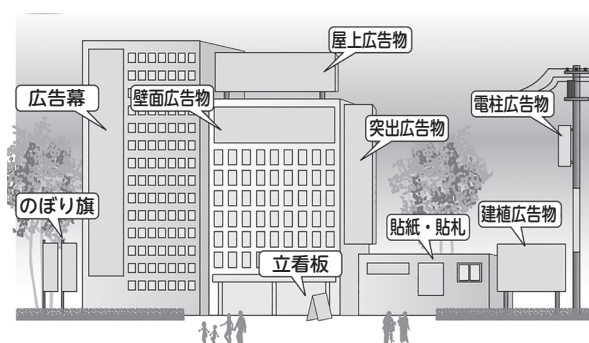 屋上広告物
広告幕
壁面広告物
電柱広告物
突出広告物
のぼり旗
建植広告物
貼紙・貼札
立看板